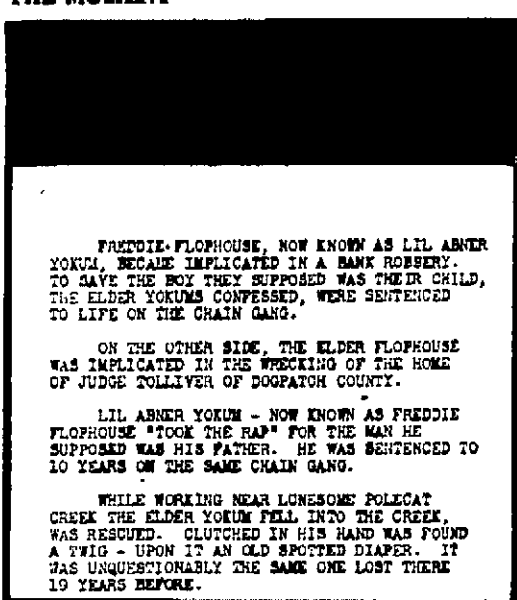 FREDDIE FLOPHOUSE, NOW KNOWN AS LIL ABNER
YOKUM, BECAME IMPLICATED IN A BANK ROBBERY.
TO SAVE THE BOY THEY SUPPOSED WAS THEIR CHILD,
THE ELDER YOKUMS CONFESSED, WERE SENTENCED
TO LIFE ON THE CHAIN GANG.
ON THE OTHER SIDE, THE ELDER FLOPHOUSE
WAS IMPLICATED IN THE WRECKING OF THE HOME
OF JUDGE TOLLIVER OF DOGPATCH COUNTY.
LIL ABNER YOKUM - NOW KNOWN AS FREDDIE
FLOPHOUSE "TOOK THE RAP" FOR THE MAN HE
SUPPOSED WAS HIS FATHER. HE WAS SENTENCED TO
10 YEARS ON THE SAME CHAIN GANG.
WHILE WORKING NEAR LONESOME POLECAT
CREEK THE ELDER YOKUM FELL INTO THE CREEK,
WAS RESCUED. CLUTCHED IN HIS HAND WAS FOUND
A TWIG - UPON IT AN OLD SPOTTED DIAPER. IT
WAS UNQUESTIONABLY THE SAME ONE LOST THERE
19 YEARS BEFORE.